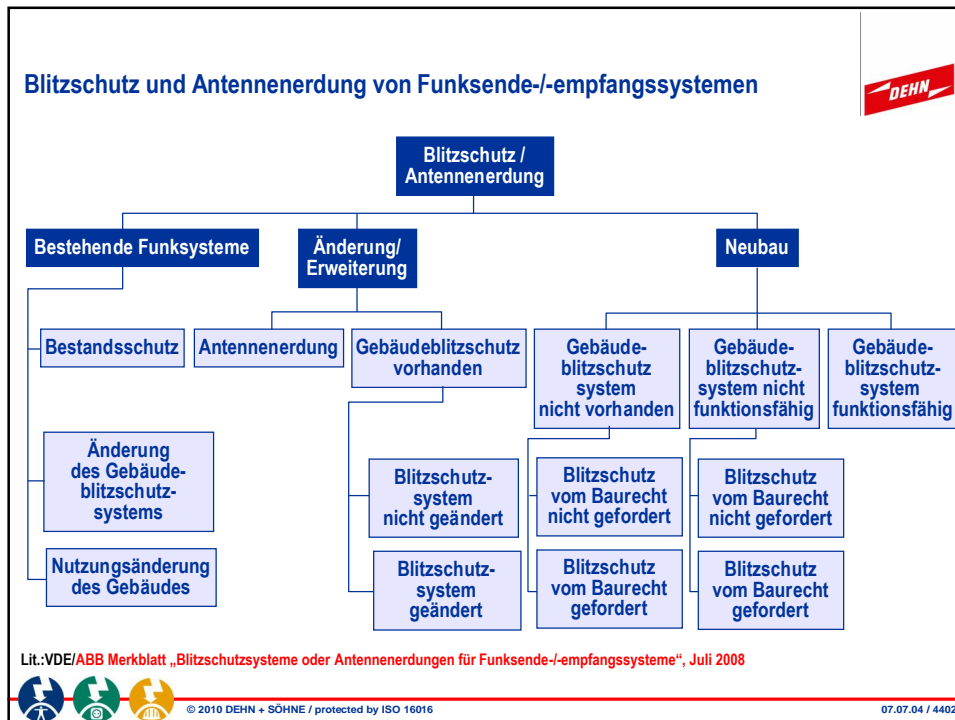 Blitzschutz und Antennenerdung von Funksende-/-empfangssystemen
DEHN
Blitzschutz /
Antennenerdung
Bestehende Funksysteme
Änderung/
Erweiterung
Neubau
Bestandsschutz
Antennenerdung
Gebäudeblitzschutz
vorhanden
Gebäude-
blitzschutz
system
nicht vorhanden
Gebäude-
blitzschutz-
system nicht
funktionsfähig
Gebäude-
blitzschutz-
system
funktionsfähig
Änderung
des Gebäude-
blitzschutz-
systems
Blitzschutz-
system
nicht geändert
Blitzschutz
vom Baurecht
nicht gefordert
Blitzschutz
vom Baurecht
nicht gefordert
Nutzungsänderung
des Gebäudes
Blitzschutz-
system
geändert
Blitzschutz
vom Baurecht
gefordert
Blitzschutz
vom Baurecht
gefordert
Lit.:VDE/ABB Merkblatt „Blitzschutzsysteme oder Antennenerdungen für Funksende-/-empfangssysteme“, Juli 2008
© 2010 DEHN + SÖHNE / protected by ISO 16016
07.07.04 / 4402